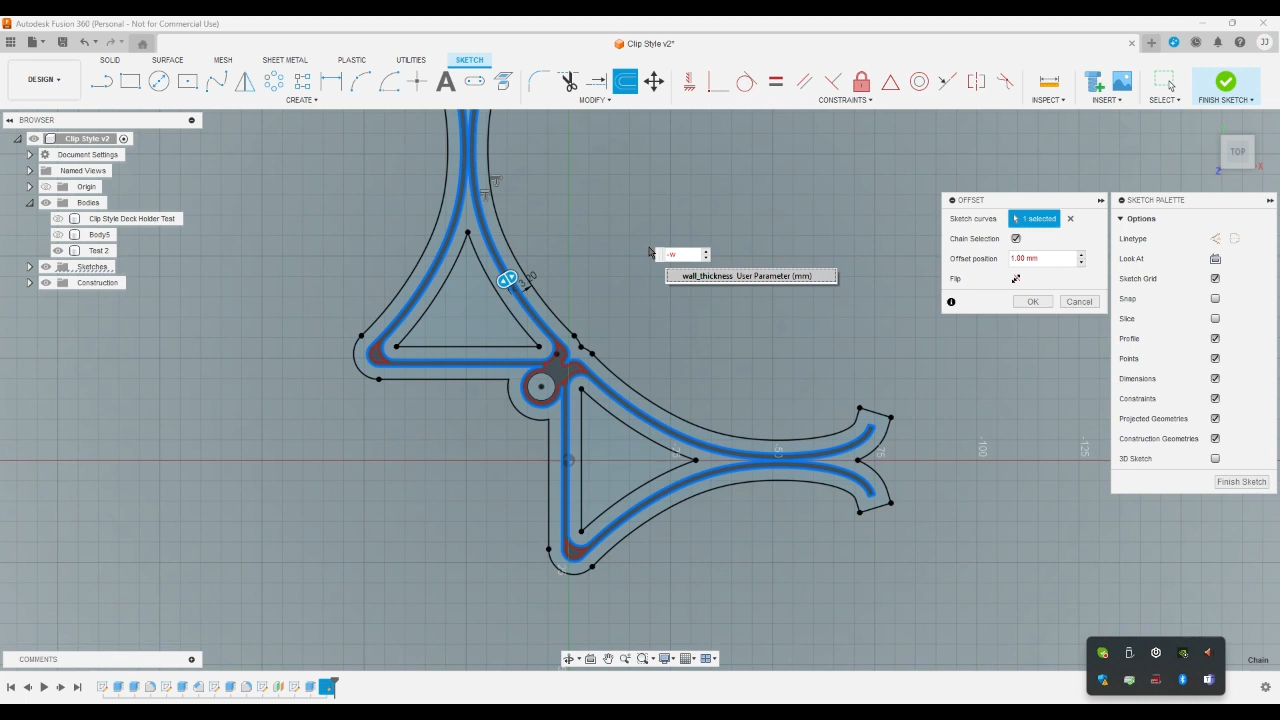 Autodesk Fusion 360 (Personal - Not for Commercial Use)
Clip Style v2*
JJ
SOLID
SURFACE
MESH
SHEET METAL
PLASTIC
UTILITIES
SKETCH
DESIGN
CREATE
MODIFY
CONSTRAINTS
INSPECT
INSERT
SELECT
FINISH SKETCH
BROWSER
Clip Style v2
Document Settings
Named Views
Origin
Bodies
Clip Style Deck Holder Test
Body5
Test 2
Sketches
Construction
TOP
Z
X
-w
wall_thickness User Parameter (mm)
OFFSET
Sketch curves
1 selected
Chain Selection
Offset position
1.00 mm
Flip
OK
Cancel
SKETCH PALETTE
Options
Linetype
Look At
Sketch Grid
Snap
Slice
Profile
Points
Dimensions
Constraints
Projected Geometries
Construction Geometries
3D Sketch
Finish Sketch
-50
-75
-100
-125
COMMENTS
Chain